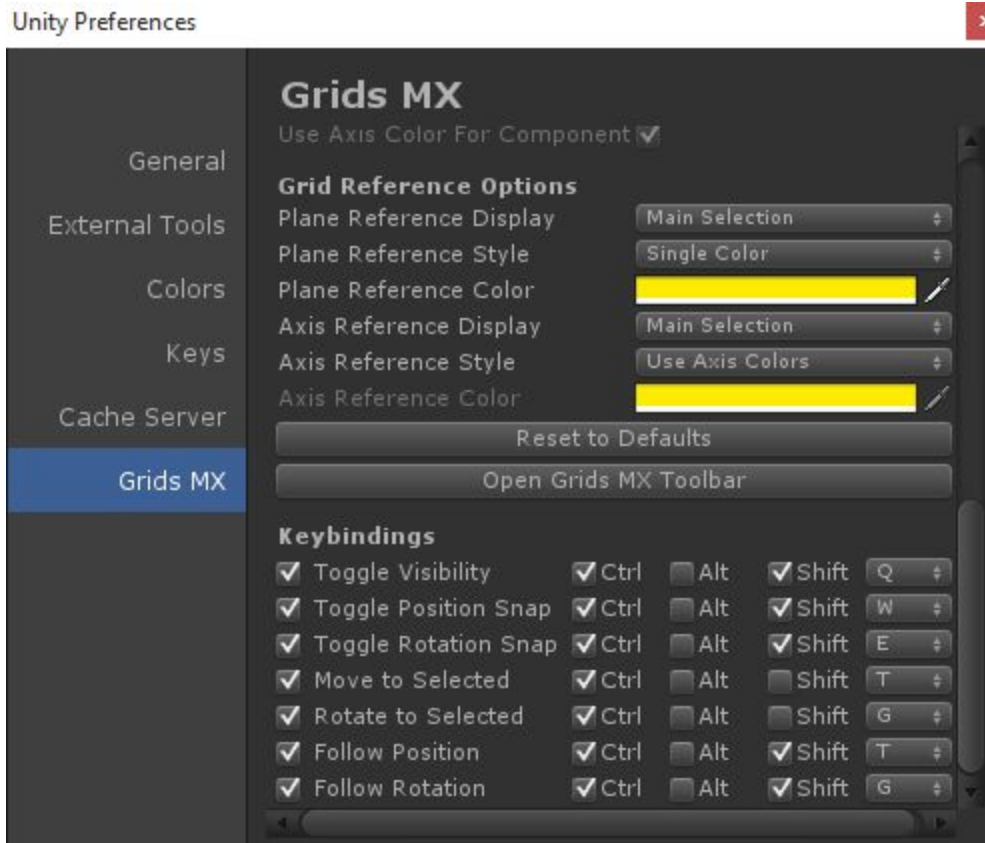 Unity Preferences
General
External Tools
Colors
Keys
Cache Server
Grids MX
Grids MX
Use Axis Color For Component
Grid Reference Options
Plane Reference Display Main Selection
Plane Reference Style Single Color
Plane Reference Color
Axis Reference Display Main Selection
Axis Reference Style Use Axis Colors
Axis Reference Color
Reset to Defaults
Open Grids MX Toolbar
Keybindings
Toggle Visibility Ctrl Alt Shift Q
Toggle Position Snap Ctrl Alt Shift W
Toggle Rotation Snap Ctrl Alt Shift E
Move to Selected Ctrl Alt Shift T
Rotate to Selected Ctrl Alt Shift G
Follow Position Ctrl Alt Shift T
Follow Rotation Ctrl Alt Shift G